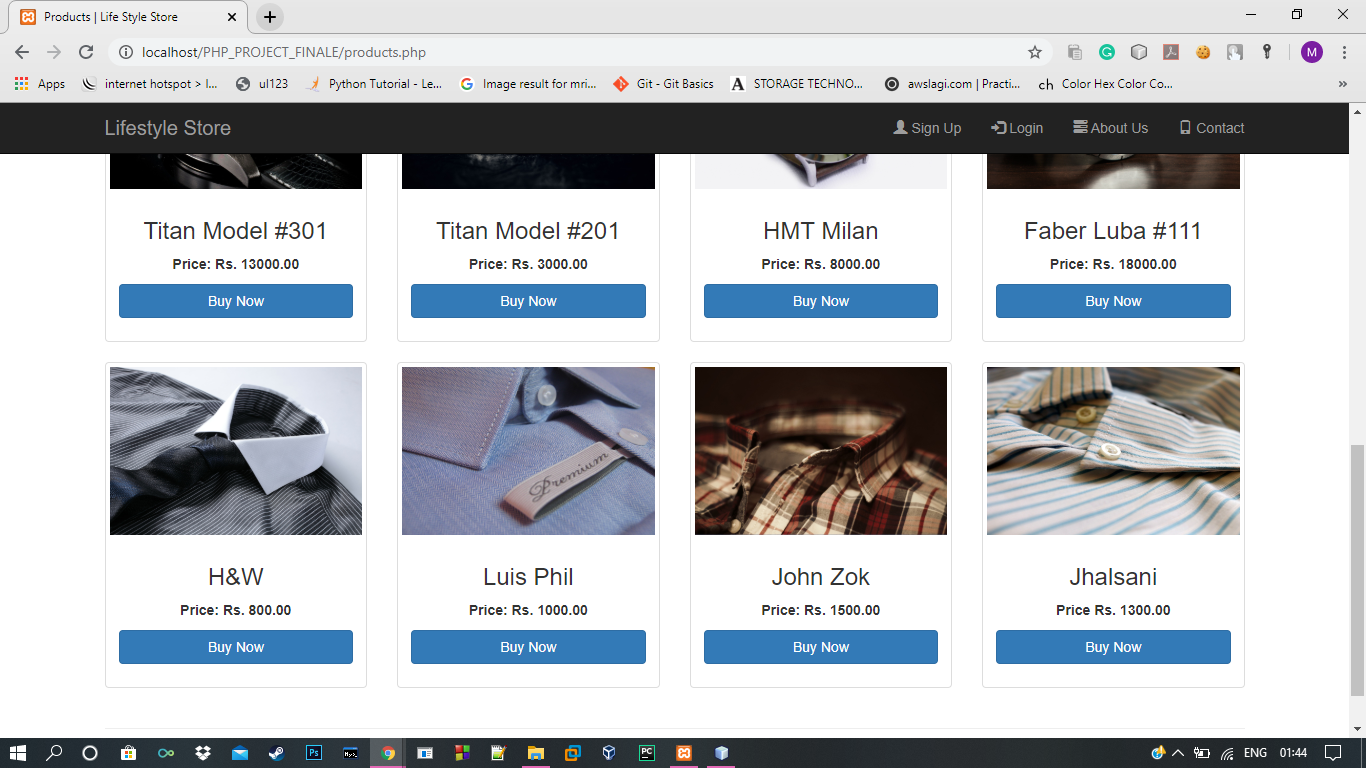 Products | Life Style Store
localhost/PHP_PROJECT_FINALE/products.php
M
Apps
internet hotspot > I...
ul123
Python Tutorial - Le...
Image result for mri...
Git - Git Basics
STORAGE TECHNO...
awslagi.com | Practi...
Color Hex Color Co...
Lifestyle Store
Sign Up
Login
About Us
Contact
Titan Model #301
Titan Model #201
HMT Milan
Faber Luba #111
Price: Rs. 13000.00
Price: Rs. 3000.00
Price: Rs. 8000.00
Price: Rs. 18000.00
Buy Now
Buy Now
Buy Now
Buy Now
Premium
H&W
Luis Phil
John Zok
Jhalsani
Price: Rs. 800.00
Price: Rs. 1000.00
Price: Rs. 1500.00
Price Rs. 1300.00
Buy Now
Buy Now
Buy Now
Buy Now
ENG
01:44